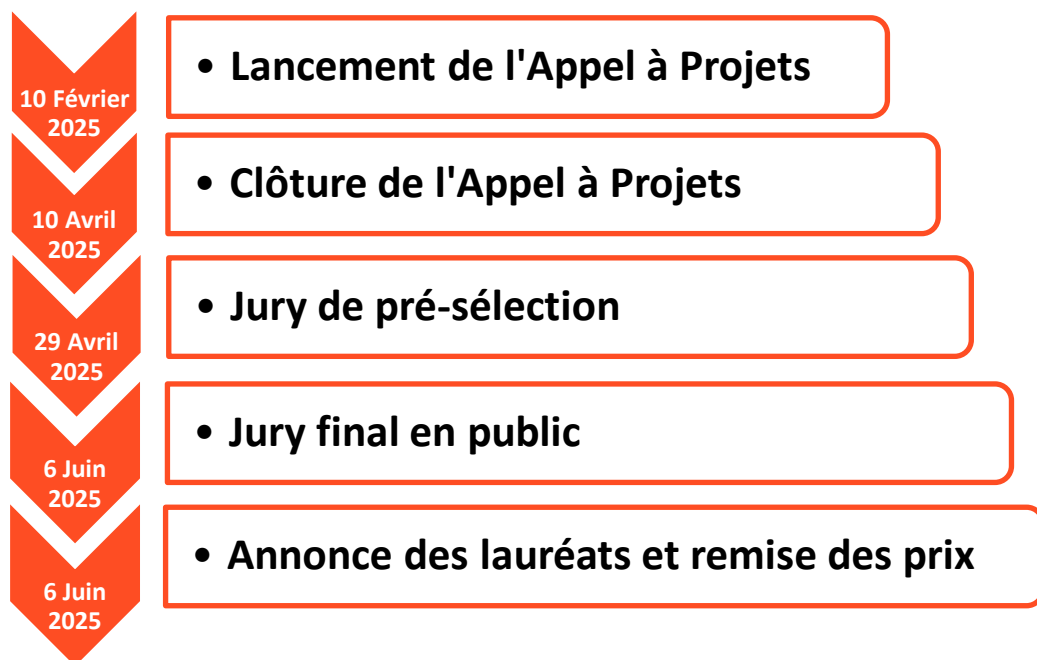 10 Février
2025
• Lancement de l'Appel à Projets
10 Avril
2025
• Clôture de l'Appel à Projets
29 Avril
2025
• Jury de pré-sélection
6 Juin
2025
• Jury final en public
6 Juin
2025
• Annonce des lauréats et remise des prix